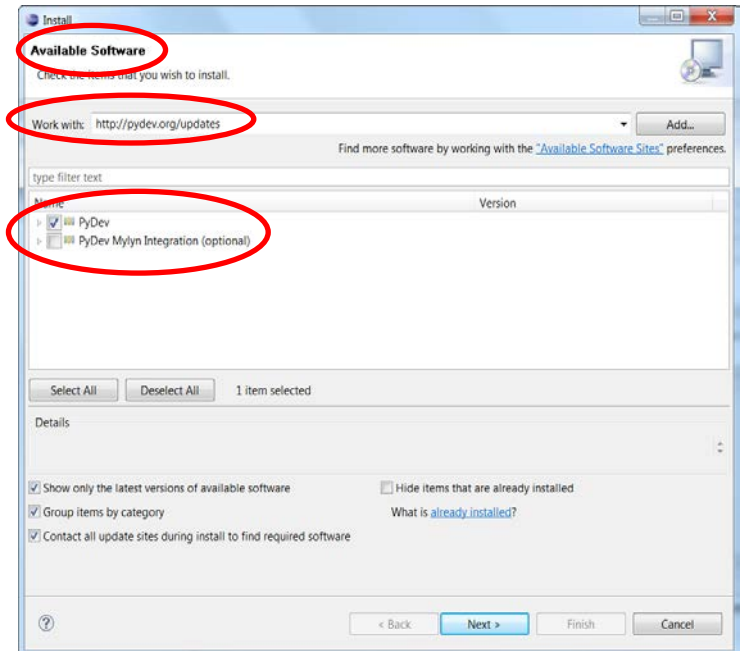 Install
Available Software
Check the items that you wish to install.
Work with: http://pydev.org/updates Add...
Find more software by working with the "Available Software Sites" preferences.
type filter text
Name Version
PyDev
PyDev Mylyn Integration (optional)
Select All Deselect All 1 item selected
Details
Show only the latest versions of available software Hide items that are already installed
Group items by category What is already installed?
Contact all update sites during install to find required software
? < Back Next > Finish Cancel